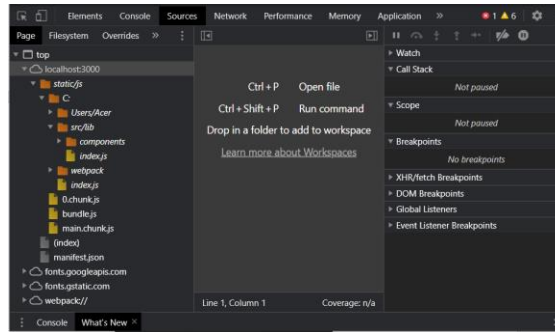 Elements Console Sources Network Performance Memory Application » 1 6
Page Filesystem Overrides »
top
localhost:3000
static/js
C:
Users/Acer
src/lib
components
index.js
webpack
index.js
0.chunk.js
bundle.js
main.chunk.js
(index)
manifest.json
fonts.googleapis.com
fonts.gstatic.com
webpack://
Ctrl + P Open file
Ctrl + Shift + P Run command
Drop in a folder to add to workspace
Learn more about Workspaces
Line 1, Column 1 Coverage: n/a
Watch
Call Stack
Not paused
Scope
Not paused
Breakpoints
No breakpoints
XHR/fetch Breakpoints
DOM Breakpoints
Global Listeners
Event Listener Breakpoints
Console What's New ×